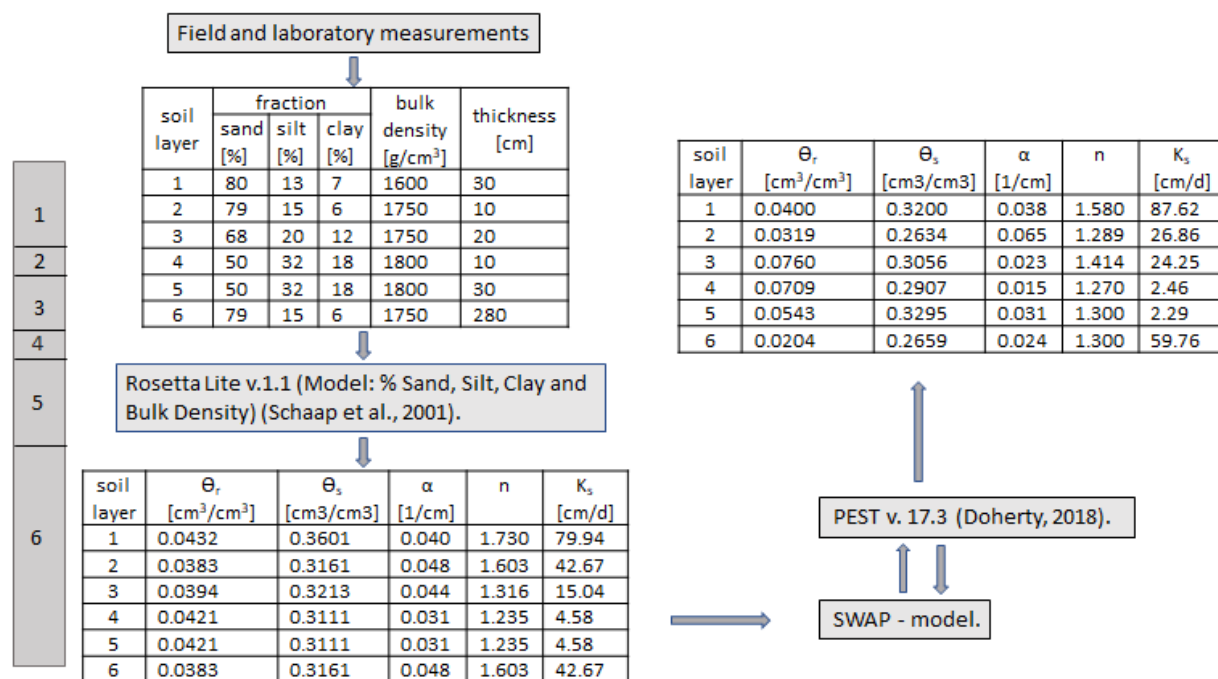 Field and laboratory measurements
soil layer | fraction | bulk density [g/cm³] | thickness [cm]
sand [%] | silt [%] | clay [%]
1 | 80 | 13 | 7 | 1600 | 30
2 | 79 | 15 | 6 | 1750 | 10
3 | 68 | 20 | 12 | 1750 | 20
4 | 50 | 32 | 18 | 1800 | 10
5 | 50 | 32 | 18 | 1800 | 30
6 | 79 | 15 | 6 | 1750 | 280
1
2
3
4
5
6
Rosetta Lite v.1.1 (Model: % Sand, Silt, Clay and
Bulk Density) (Schaap et al., 2001).
soil | Ɵr | Ɵs | α | n | Ks
layer | [cm³/cm³] | [cm3/cm3] | [1/cm] | [cm/d]
1 | 0.0432 | 0.3601 | 0.040 | 1.730 | 79.94
2 | 0.0383 | 0.3161 | 0.048 | 1.603 | 42.67
3 | 0.0394 | 0.3213 | 0.044 | 1.316 | 15.04
4 | 0.0421 | 0.3111 | 0.031 | 1.235 | 4.58
5 | 0.0421 | 0.3111 | 0.031 | 1.235 | 4.58
6 | 0.0383 | 0.3161 | 0.048 | 1.603 | 42.67
SWAP - model.
PEST v. 17.3 (Doherty, 2018).
soil | Ɵr | Ɵs | α | n | Ks
layer | [cm³/cm³] | [cm3/cm3] | [1/cm] | [cm/d]
1 | 0.0400 | 0.3200 | 0.038 | 1.580 | 87.62
2 | 0.0319 | 0.2634 | 0.065 | 1.289 | 26.86
3 | 0.0760 | 0.3056 | 0.023 | 1.414 | 24.25
4 | 0.0709 | 0.2907 | 0.015 | 1.270 | 2.46
5 | 0.0543 | 0.3295 | 0.031 | 1.300 | 2.29
6 | 0.0204 | 0.2659 | 0.024 | 1.300 | 59.76